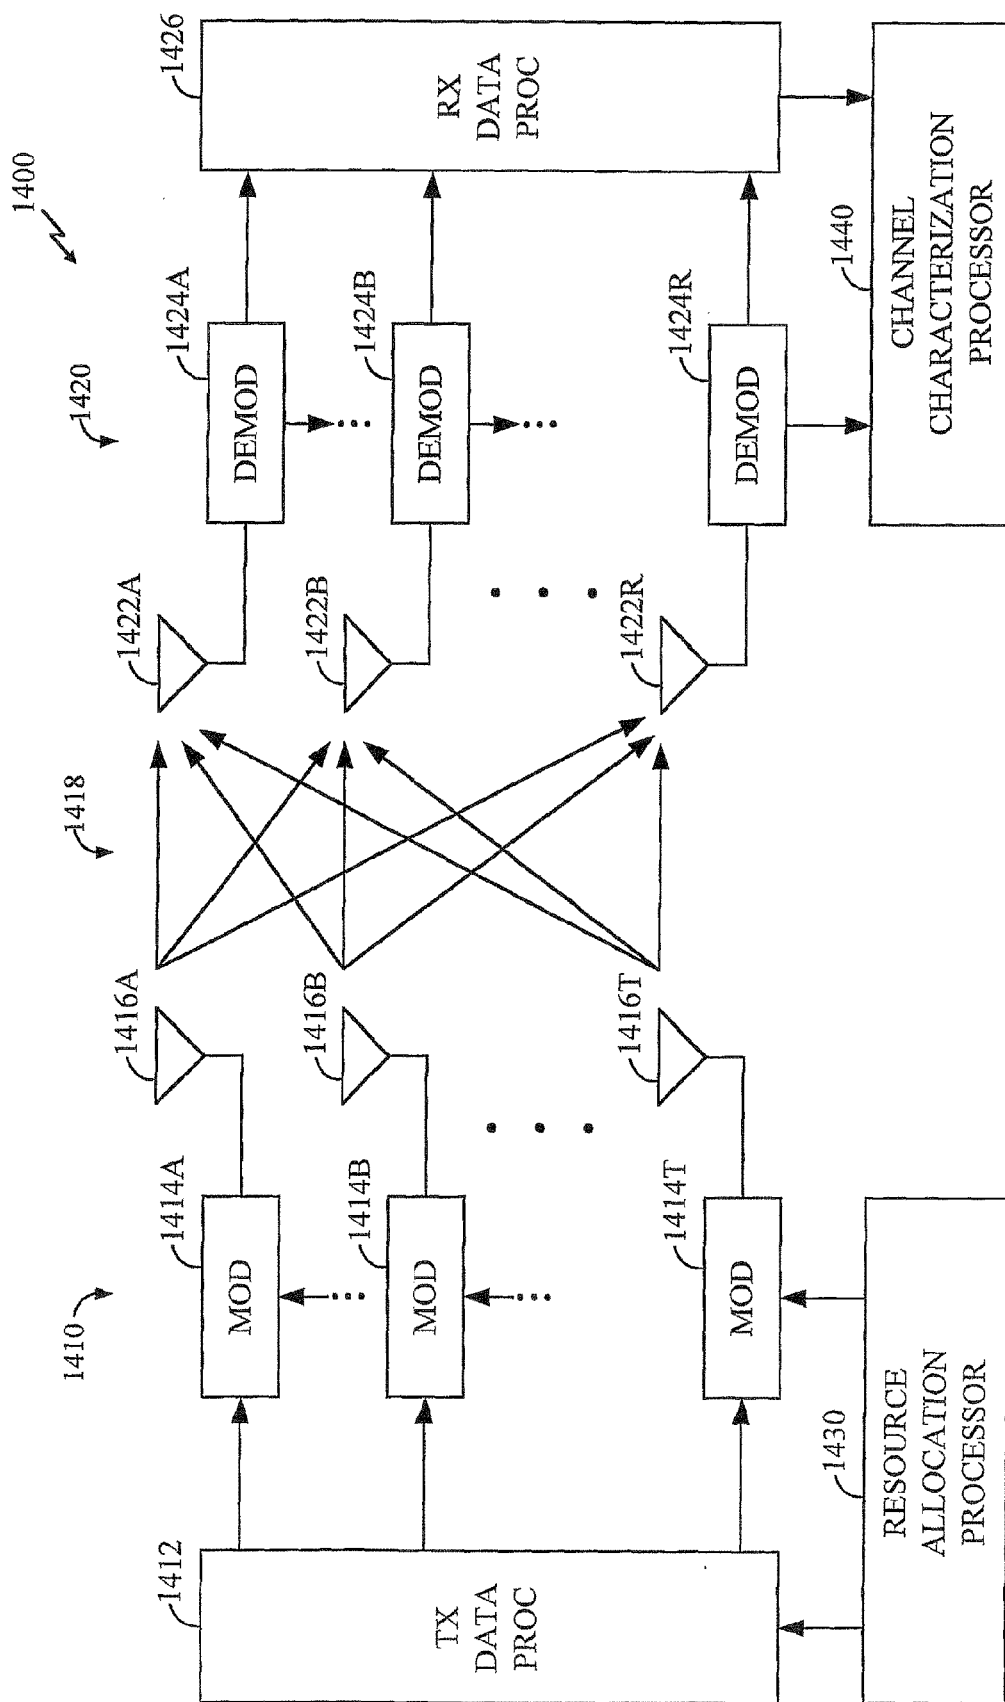 1400
1410
1418
1420
1412
TX
DATA
PROC
1414A
MOD
1416A
1422A
1424A
DEMOD
1426
RX
DATA
PROC
1414B
MOD
1416B
1422B
1424B
DEMOD
1414T
MOD
1416T
1422R
1424R
DEMOD
1430
RESOURCE
ALLOCATION
PROCESSOR
1440
CHANNEL
CHARACTERIZATION
PROCESSOR